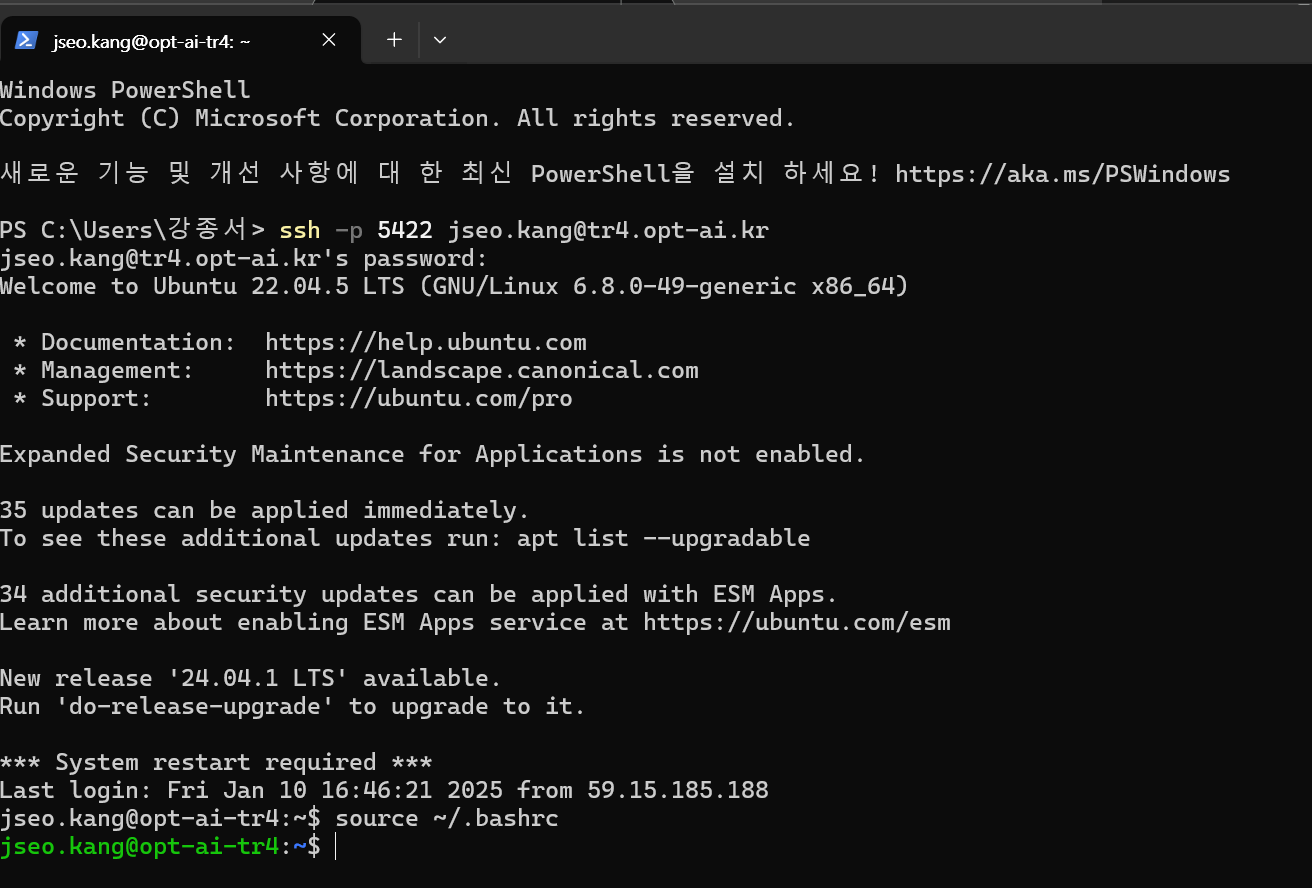 jseo.kang@opt-ai-tr4: ~
Windows PowerShell
Copyright (C) Microsoft Corporation. All rights reserved.
새로운 기능 및 개선 사항에 대 한 최신 PowerShell을 설치 하세요! https://aka.ms/PSWindows
PS C:\Users\강종서> ssh -p 5422 jseo.kang@tr4.opt-ai.kr
jseo.kang@tr4.opt-ai.kr's password:
Welcome to Ubuntu 22.04.5 LTS (GNU/Linux 6.8.0-49-generic x86_64)
* Documentation:  https://help.ubuntu.com
* Management:     https://landscape.canonical.com
* Support:        https://ubuntu.com/pro
Expanded Security Maintenance for Applications is not enabled.
35 updates can be applied immediately.
To see these additional updates run: apt list --upgradable
34 additional security updates can be applied with ESM Apps.
Learn more about enabling ESM Apps service at https://ubuntu.com/esm
New release '24.04.1 LTS' available.
Run 'do-release-upgrade' to upgrade to it.
*** System restart required ***
Last login: Fri Jan 10 16:46:21 2025 from 59.15.185.188
jseo.kang@opt-ai-tr4:~$ source ~/.bashrc
jseo.kang@opt-ai-tr4:~$